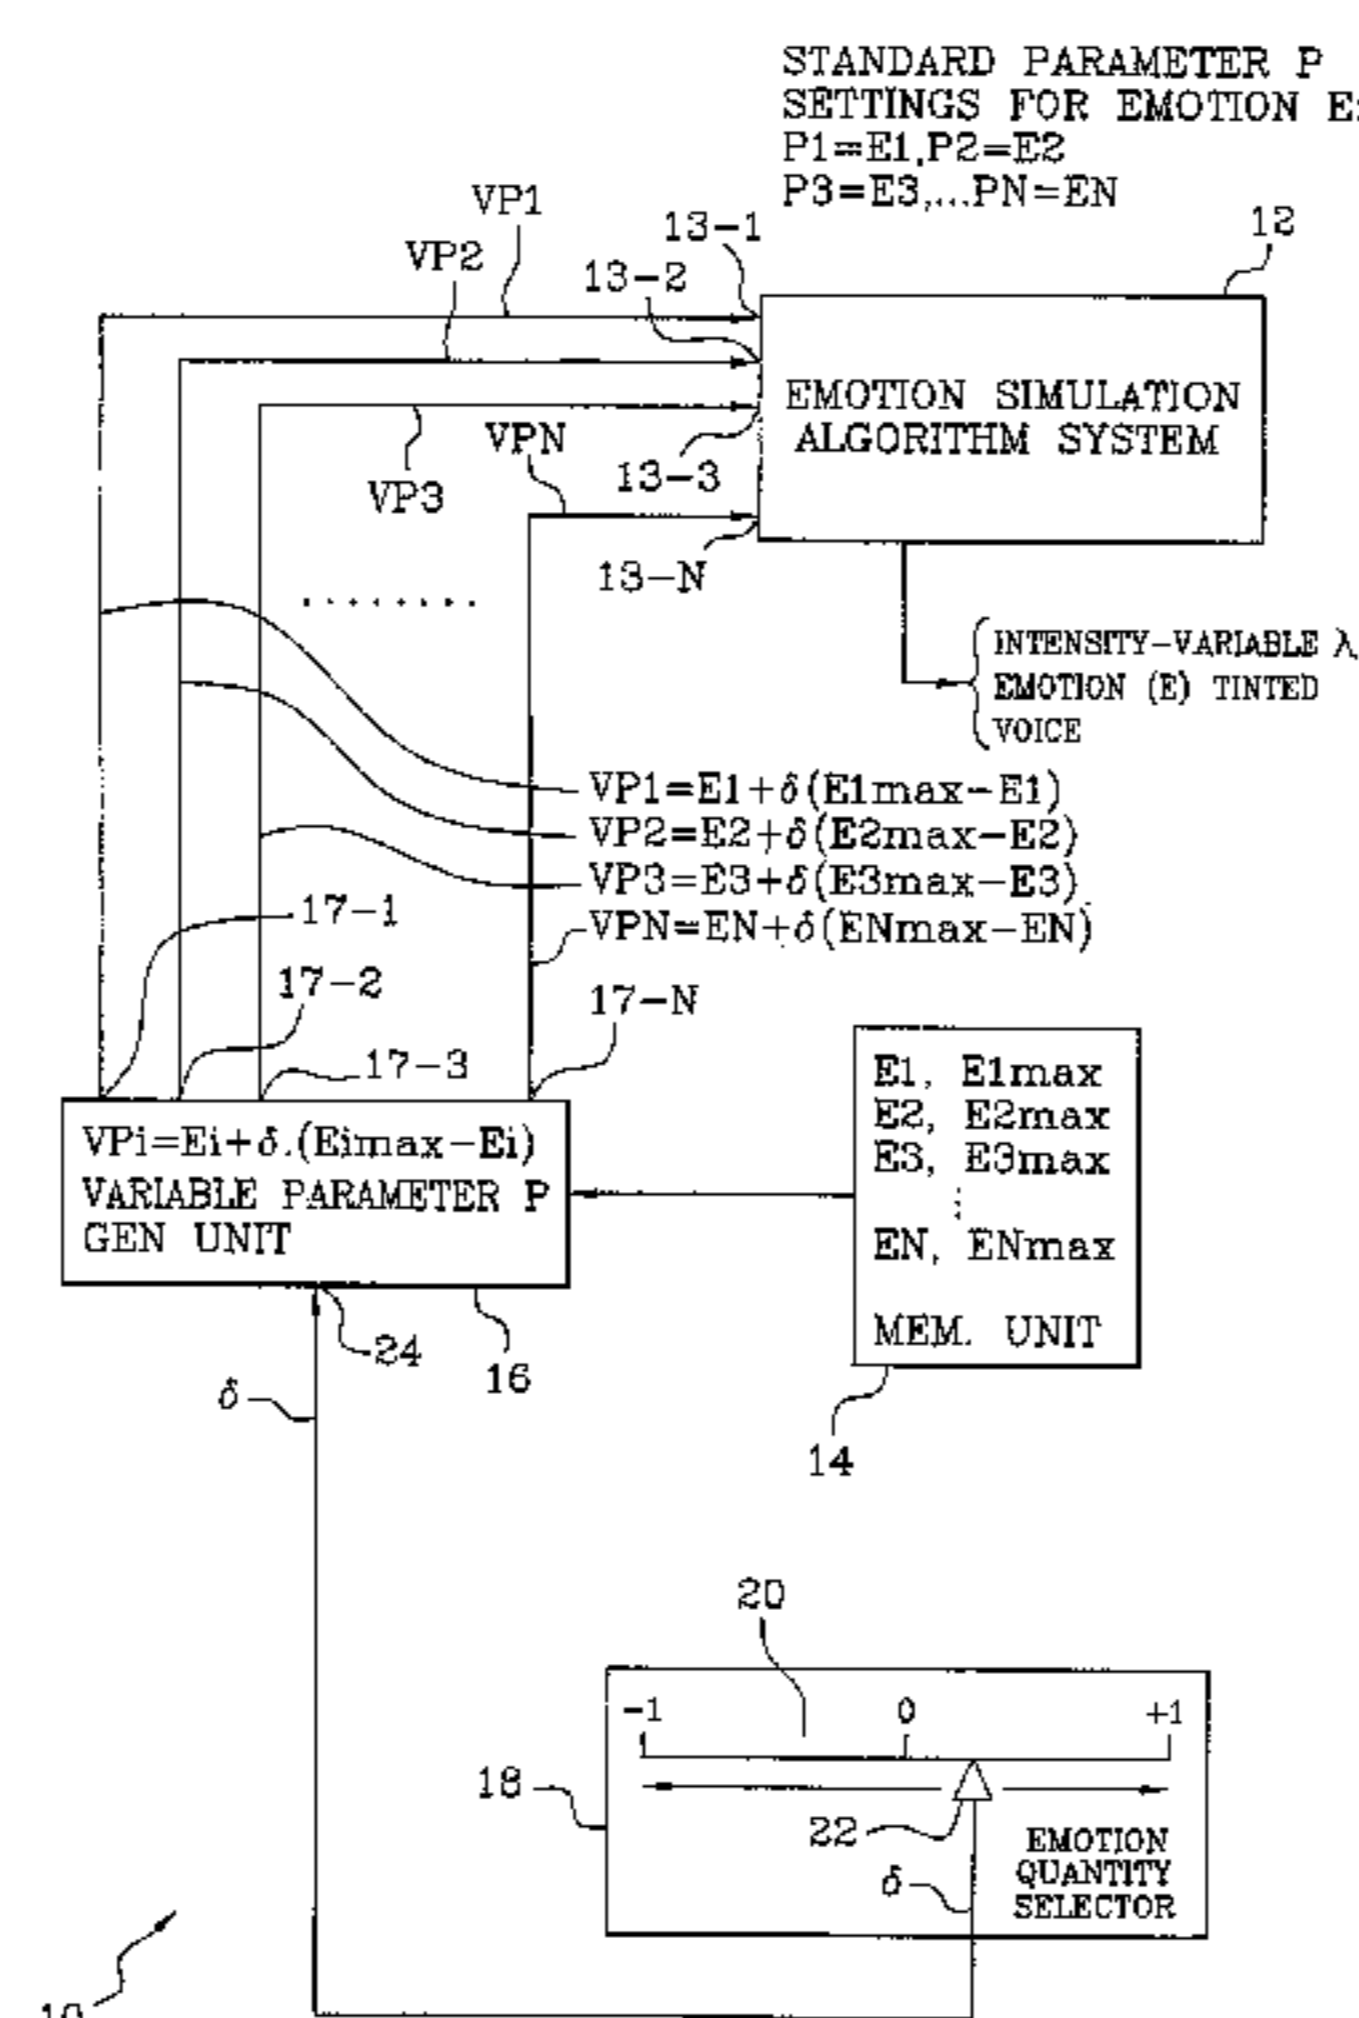 STANDARD PARAMETER P
SETTINGS FOR EMOTION
P1=E1,P2=E2
P3=E3,...PN=EN
VP1
VP2
13-1
13-2
12
EMOTION SIMULATION
ALGORITHM SYSTEM
VPN
VP3
13-3
13-N
. . . . . . . .
INTENSITY-VARIABLE λ
EMOTION (E) TINTED
VOICE
VP1=E1+δ(E1max-E1)
VP2=E2+δ(E2max-E2)
VP3=E3+δ(E3max-E3)
VPN=EN+δ(ENmax-EN)
17-1
17-2
17-3
17-N
VPi=Ei+δ.(Eimax-Ei)
VARIABLE PARAMETER P
GEN UNIT
E1, E1max
E2, E2max
E3, E3max
⋮
EN, ENmax
MEM. UNIT
24
16
δ
14
20
-1 0 +1
18
22
EMOTION
QUANTITY
SELECTOR
δ